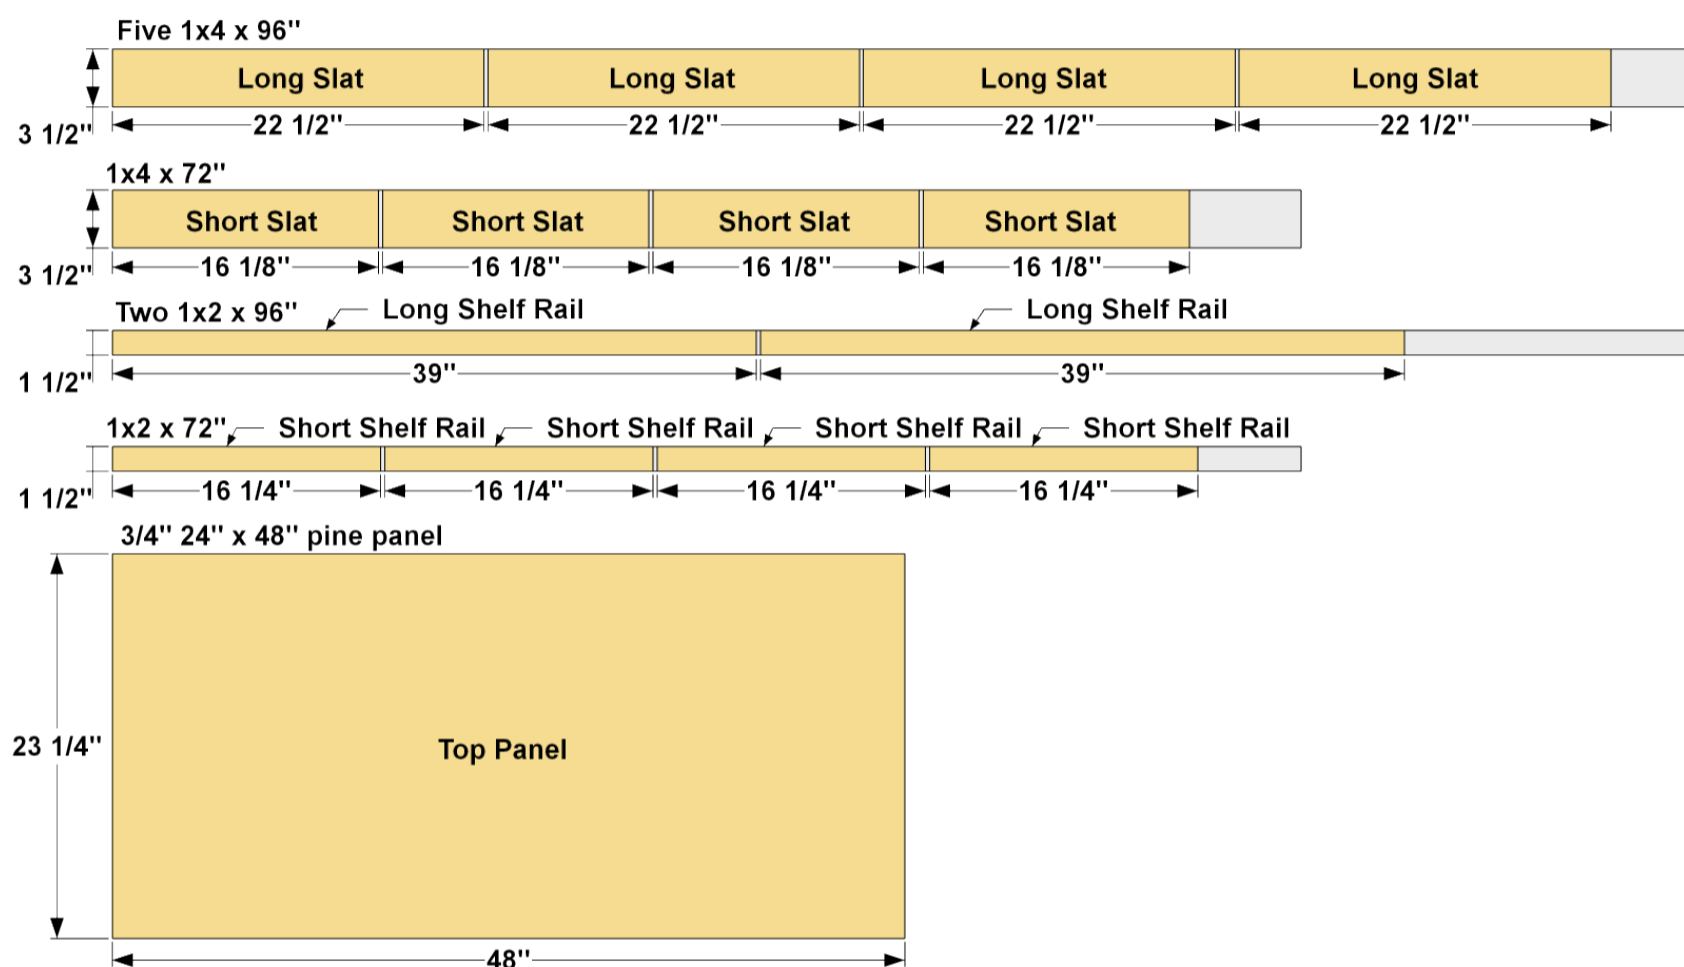 Five 1x4 x 96"
Long Slat Long Slat Long Slat Long Slat
3 1/2" 22 1/2" 22 1/2" 22 1/2" 22 1/2"
1x4 x 72"
Short Slat Short Slat Short Slat Short Slat
3 1/2" 16 1/8" 16 1/8" 16 1/8" 16 1/8"
Two 1x2 x 96" Long Shelf Rail Long Shelf Rail
1 1/2" 39" 39"
1x2 x 72" Short Shelf Rail Short Shelf Rail Short Shelf Rail Short Shelf Rail
1 1/2" 16 1/4" 16 1/4" 16 1/4" 16 1/4"
3/4" 24" x 48" pine panel
23 1/4" Top Panel
48"